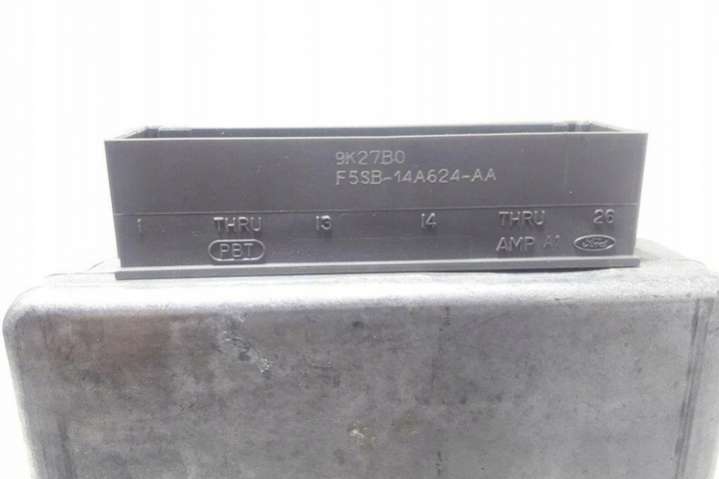 9K27B0
F5SB-14A624-AA
1 THRU 13 14 THRU 26
PBT AMP A1 Ford